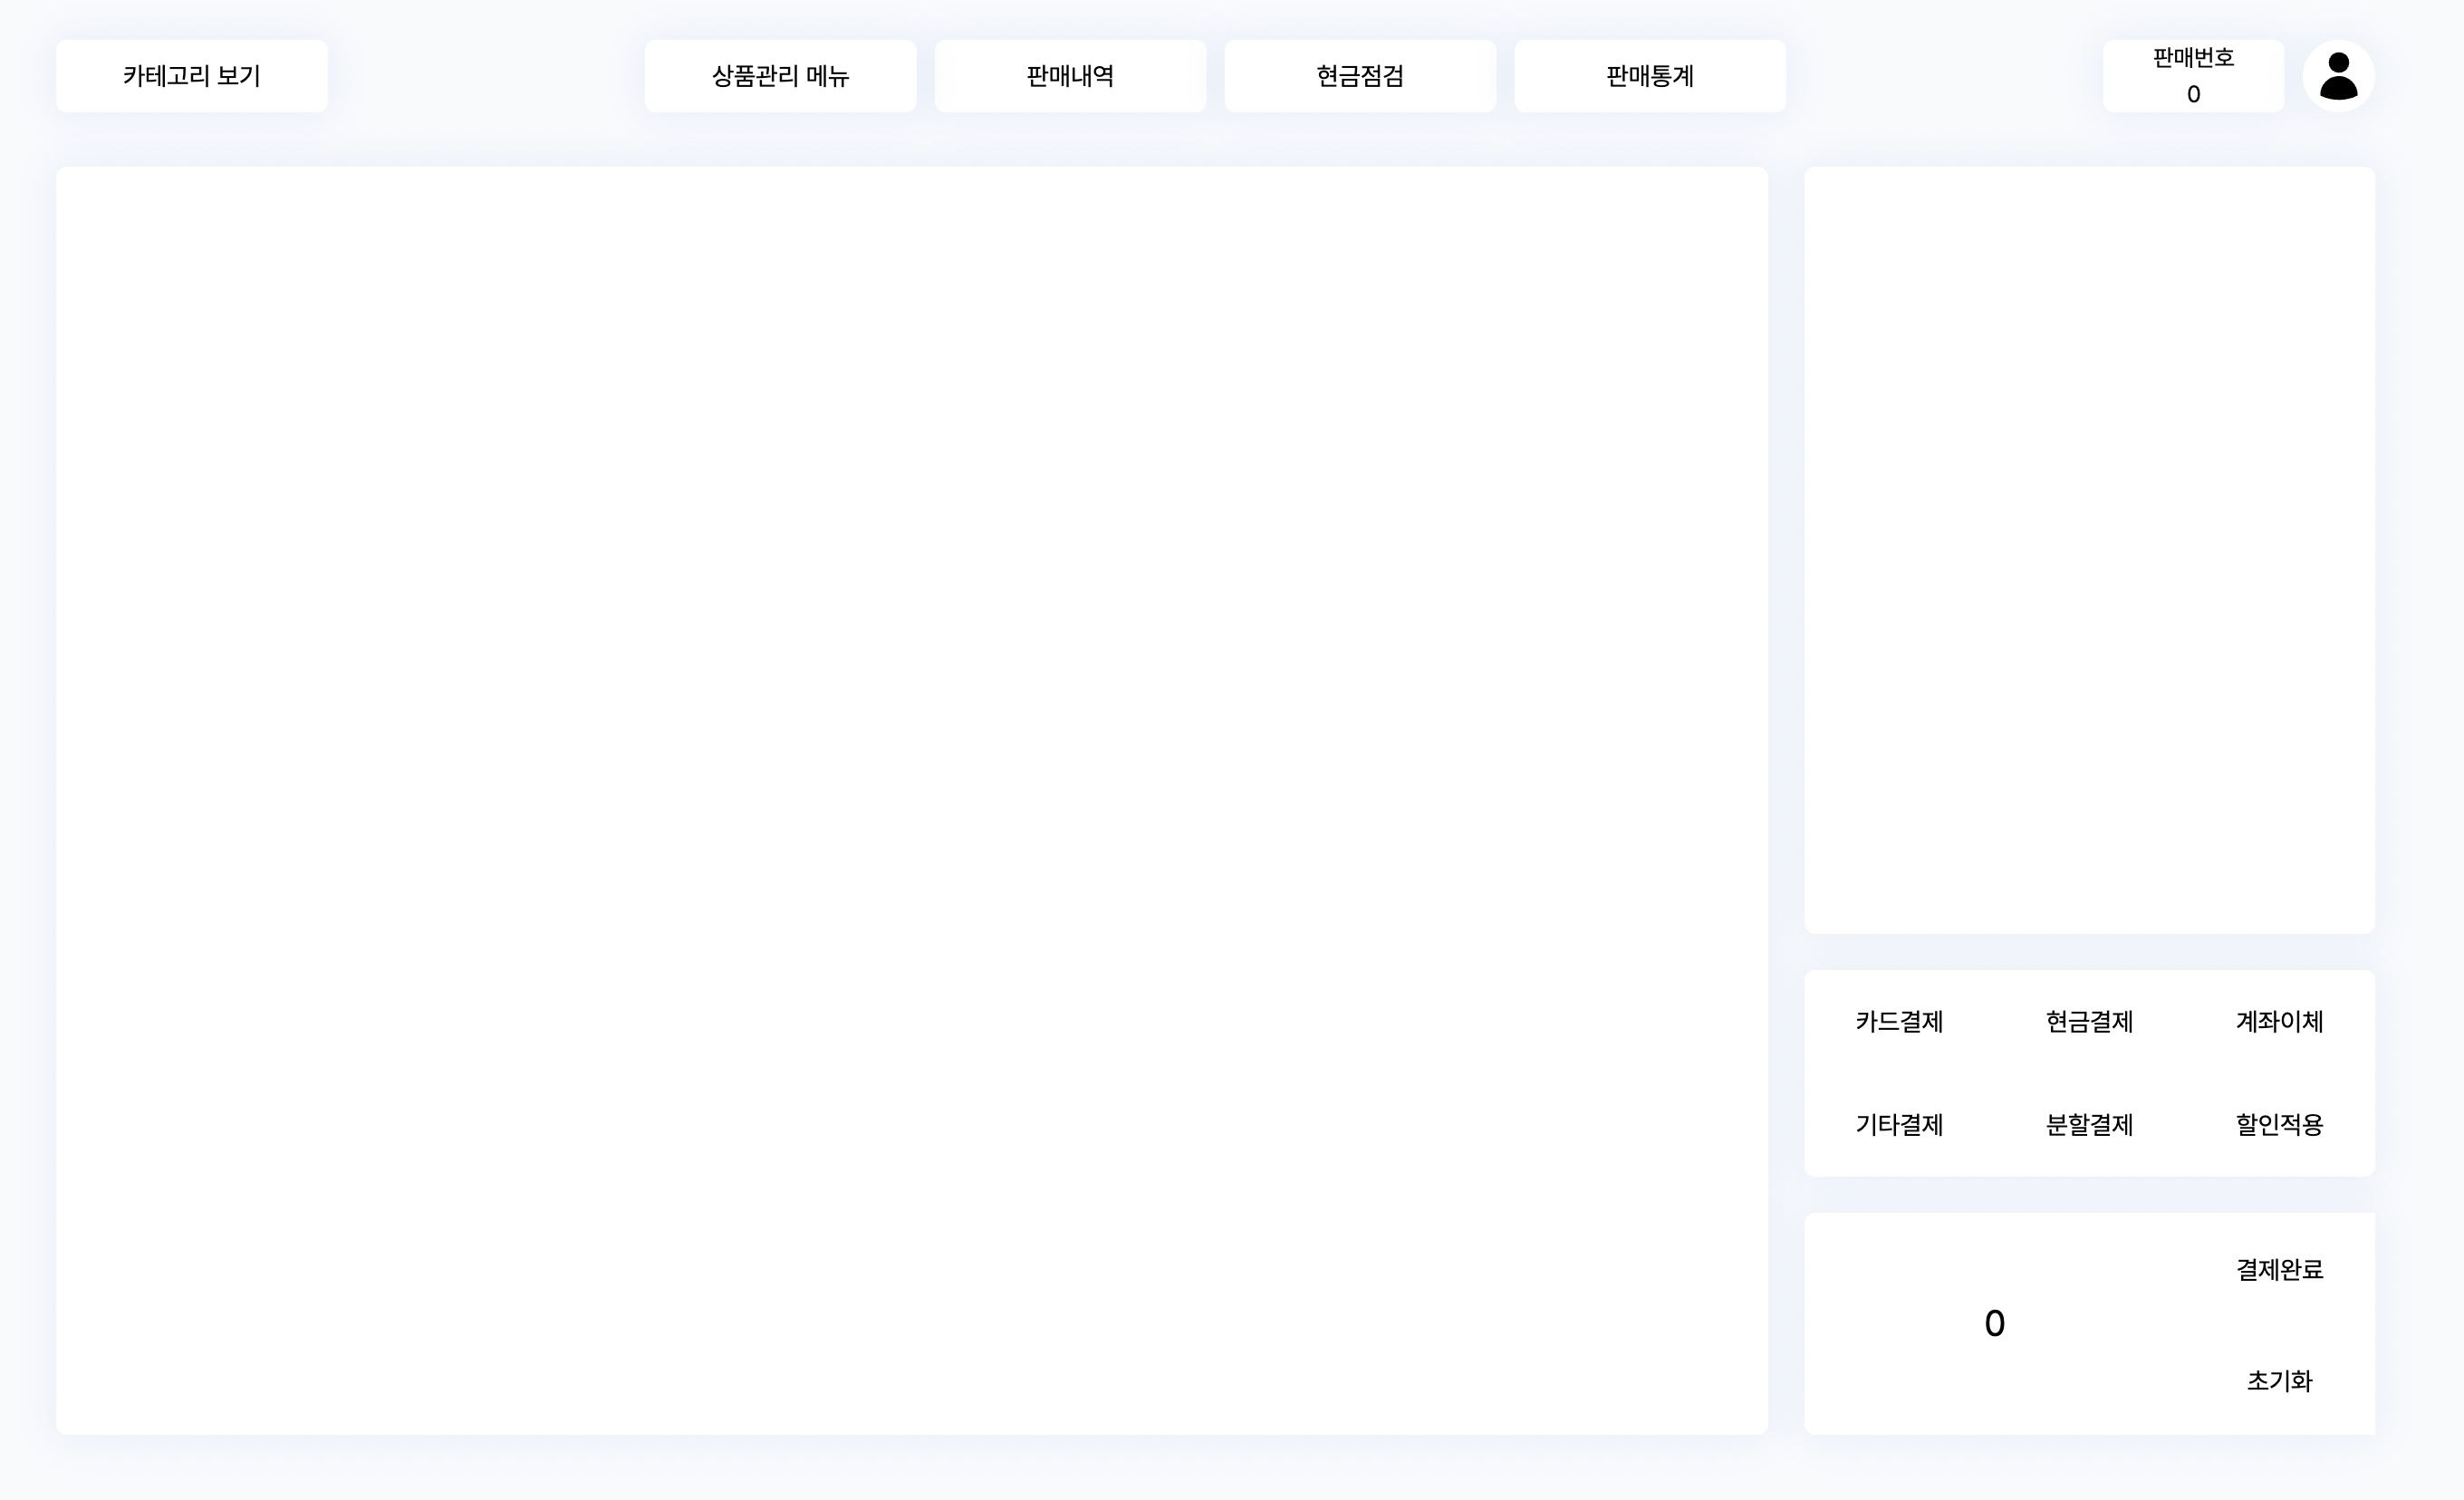 카테고리 보기
상품관리 메뉴
판매내역
현금점검
판매통계
판매번호
0
카드결제
현금결제
계좌이체
기타결제
분할결제
할인적용
0
결제완료
초기화